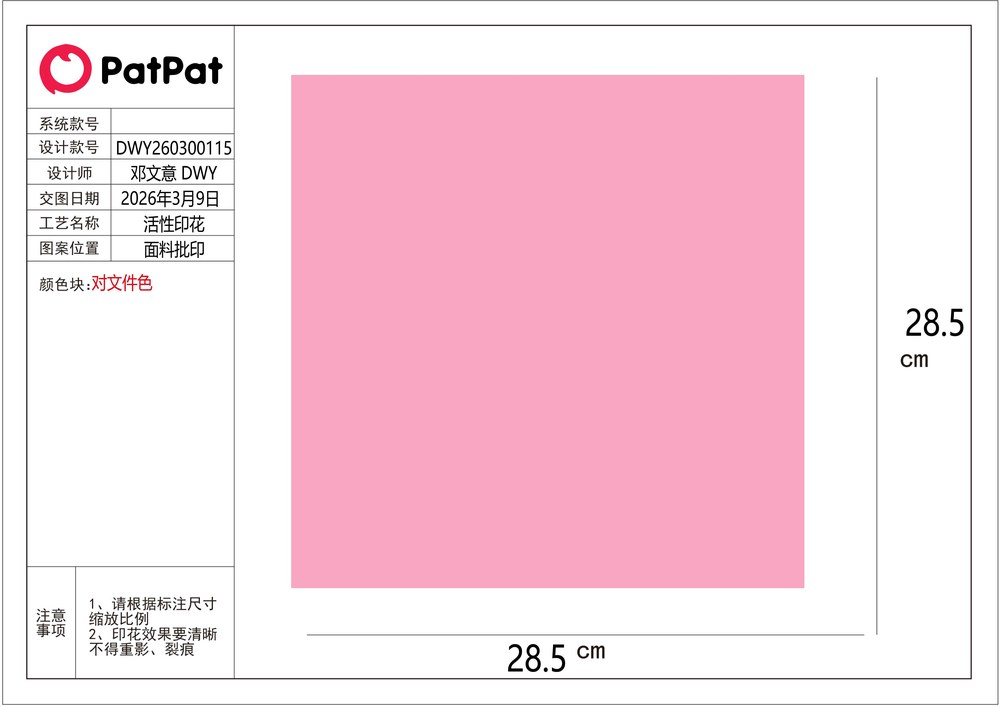 PatPat
系统款号
设计款号 DWY260300115
设计师 邓文意 DWY
交图日期 2026年3月9日
工艺名称 活性印花
图案位置 面料批印
颜色块:对文件色
28.5
cm
28.5 cm
注意
事项
1、请根据标注尺寸
缩放比例
2、印花效果要清晰
不得重影、裂痕